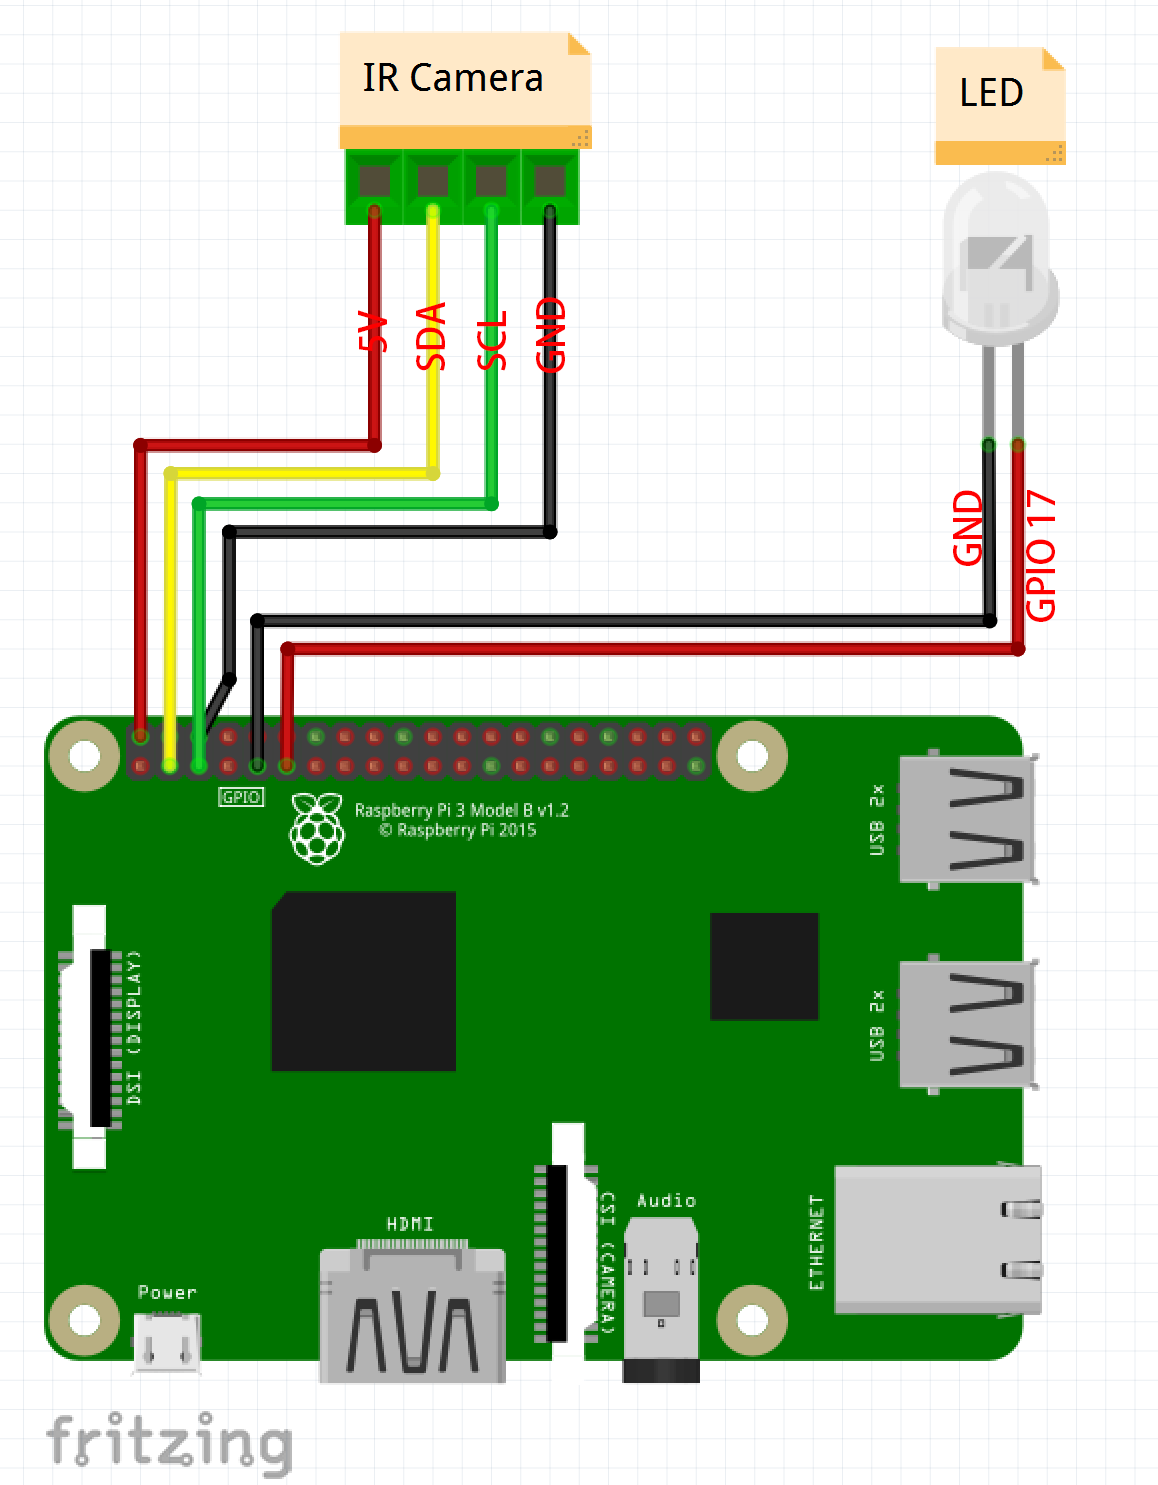 IR Camera
LED
5V
SDA
SCL
GND
GND
GPIO 17
GPIO
Raspberry Pi 3 Model B v1.2
© Raspberry Pi 2015
USB 2x
DSI (DISPLAY)
USB 2x
HDMI
CSI (CAMERA)
Audio
ETHERNET
Power
fritzing